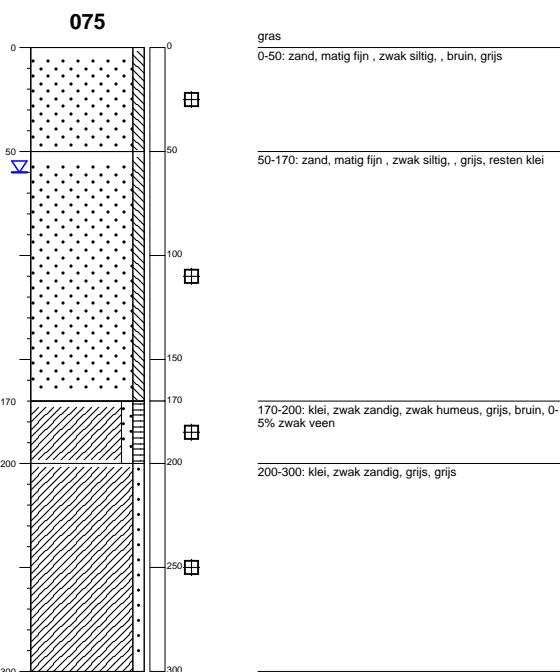 075
gras
0
0
0-50: zand, matig fijn , zwak siltig, , bruin, grijs
50
50
50-170: zand, matig fijn , zwak siltig, , grijs, resten klei
100
150
170
170
170-200: klei, zwak zandig, zwak humeus, grijs, bruin, 0-
5% zwak veen
200
200
200-300: klei, zwak zandig, grijs, grijs
250
300
300